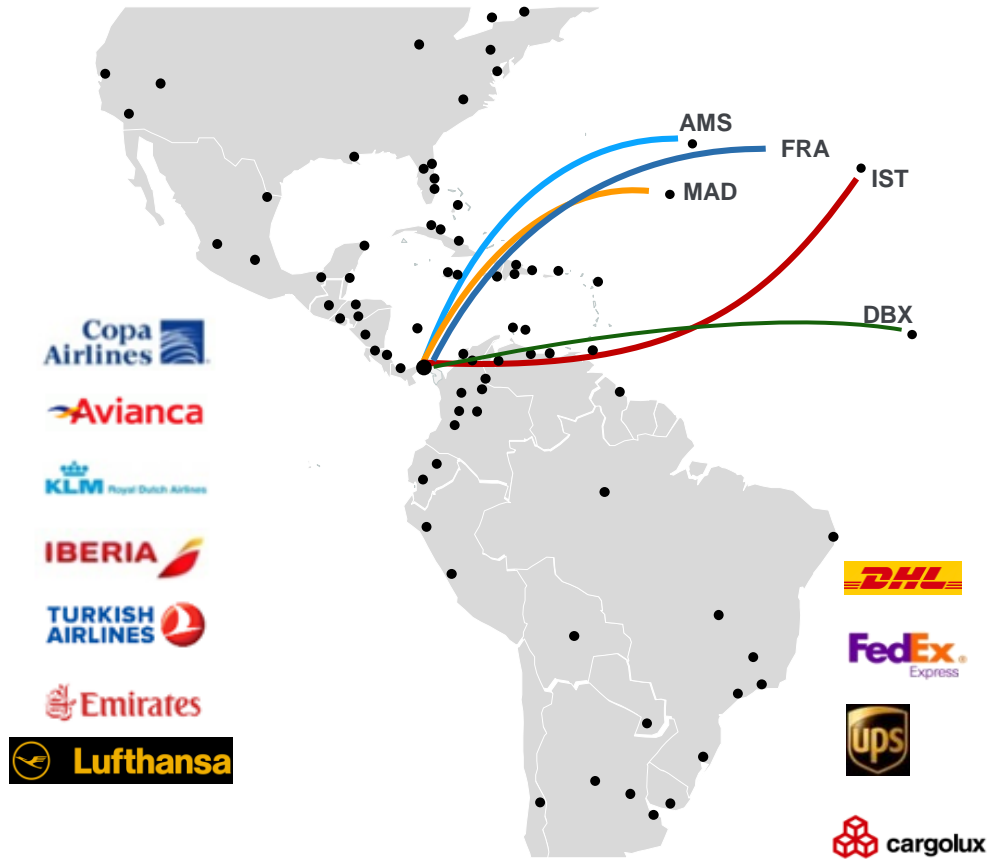 AMS
FRA
IST
MAD
DBX
Copa
Airlines
Avianca
KLM Royal Dutch Airlines
IBERIA
TURKISH
AIRLINES
Emirates
Lufthansa
DHL
FedEx®
Express
ups
cargolux